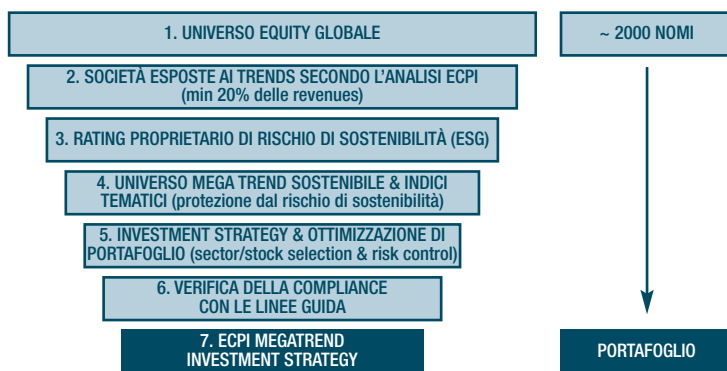 1. UNIVERSO EQUITY GLOBALE
~ 2000 NOMI
2. SOCIETÀ ESPOSTE AI TRENDS SECONDO L’ANALISI ECPI
(min 20% delle revenues)
3. RATING PROPRIETARIO DI RISCHIO DI SOSTENIBILITÀ (ESG)
4. UNIVERSO MEGA TREND SOSTENIBILE & INDICI
TEMATICI (protezione dal rischio di sostenibilità)
5. INVESTMENT STRATEGY & OTTIMIZZAZIONE DI
PORTAFOGLIO (sector/stock selection & risk control)
6. VERIFICA DELLA COMPLIANCE
CON LE LINEE GUIDA
7. ECPI MEGATREND
INVESTMENT STRATEGY
PORTAFOGLIO